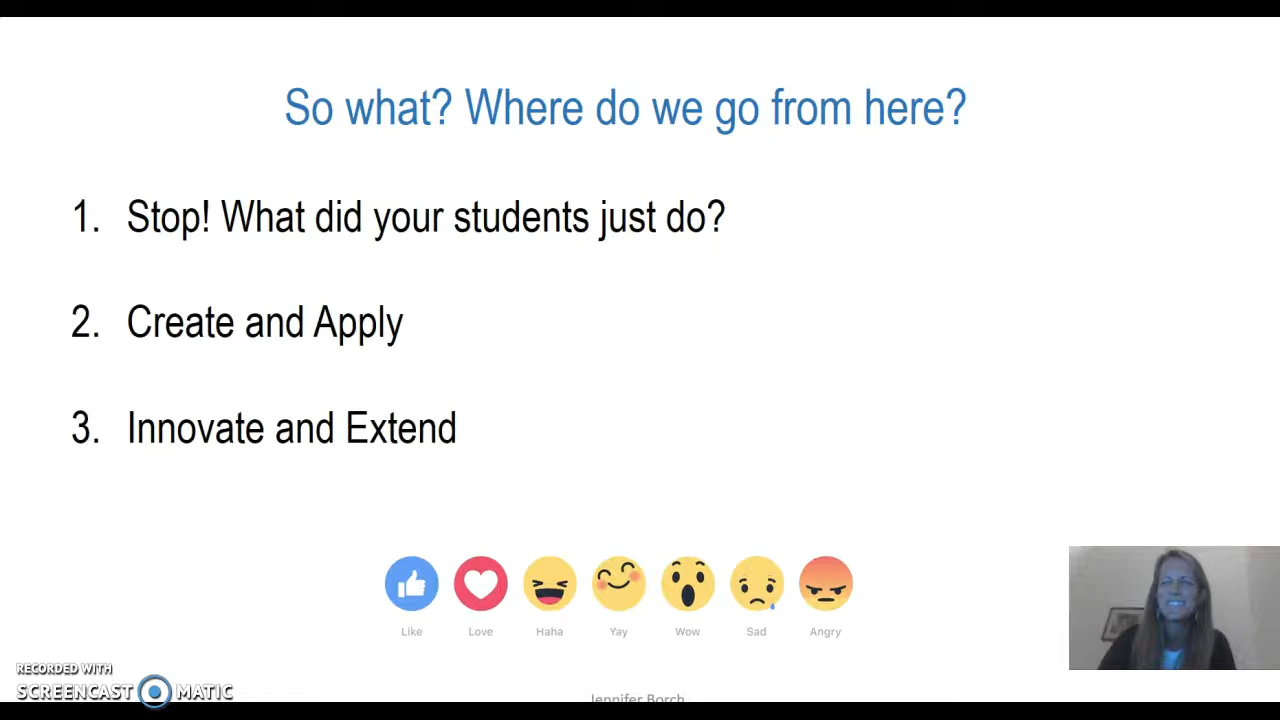 So what? Where do we go from here?
1. Stop! What did your students just do?
2. Create and Apply
3. Innovate and Extend
Like Love Haha Yay Wow Sad Angry
RECORDED WITH
SCREENCAST MATIC
Jennifer Borch